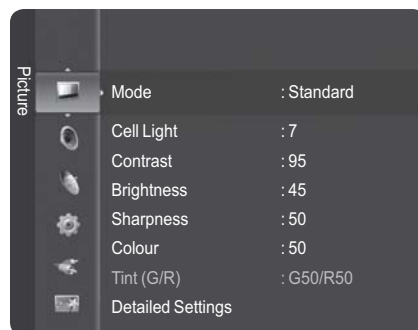 Picture
Mode : Standard
Cell Light : 7
Contrast : 95
Brightness : 45
Sharpness : 50
Colour : 50
Tint (G/R) : G50/R50
Detailed Settings